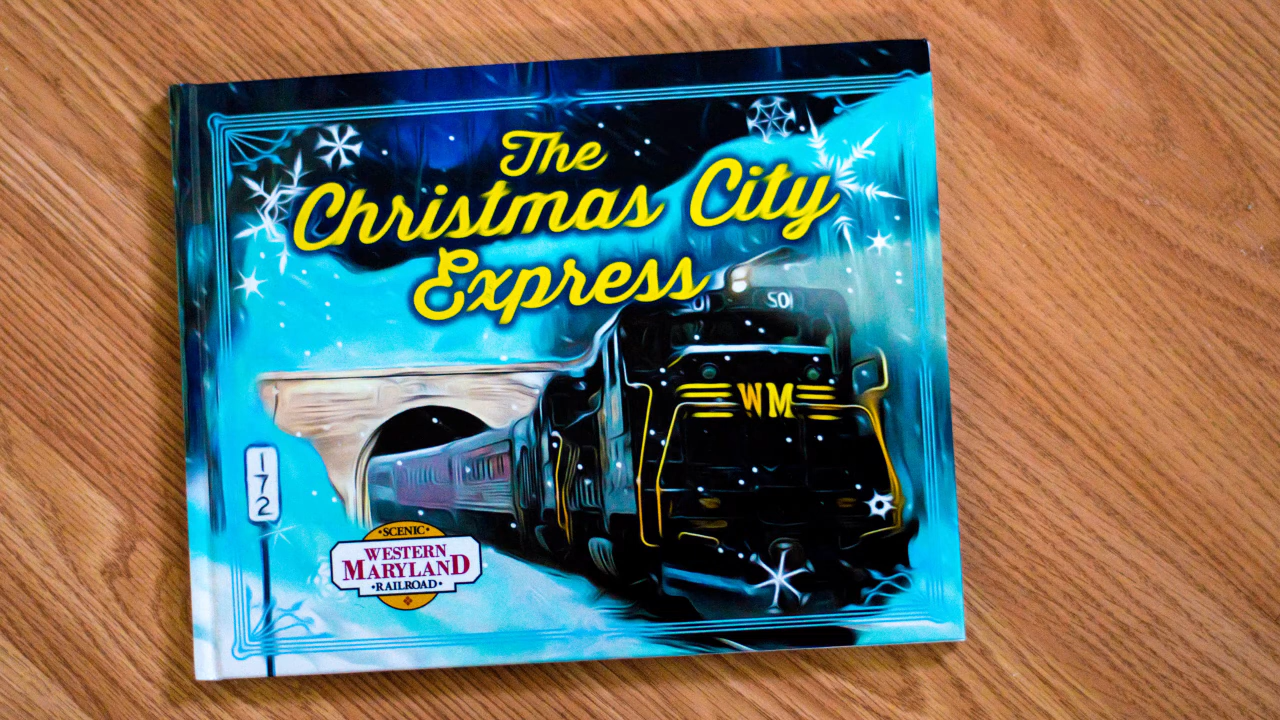 The
Christmas City
Express
501
WM
172
SCENIC
WESTERN
MARYLAND
•RAILROAD•